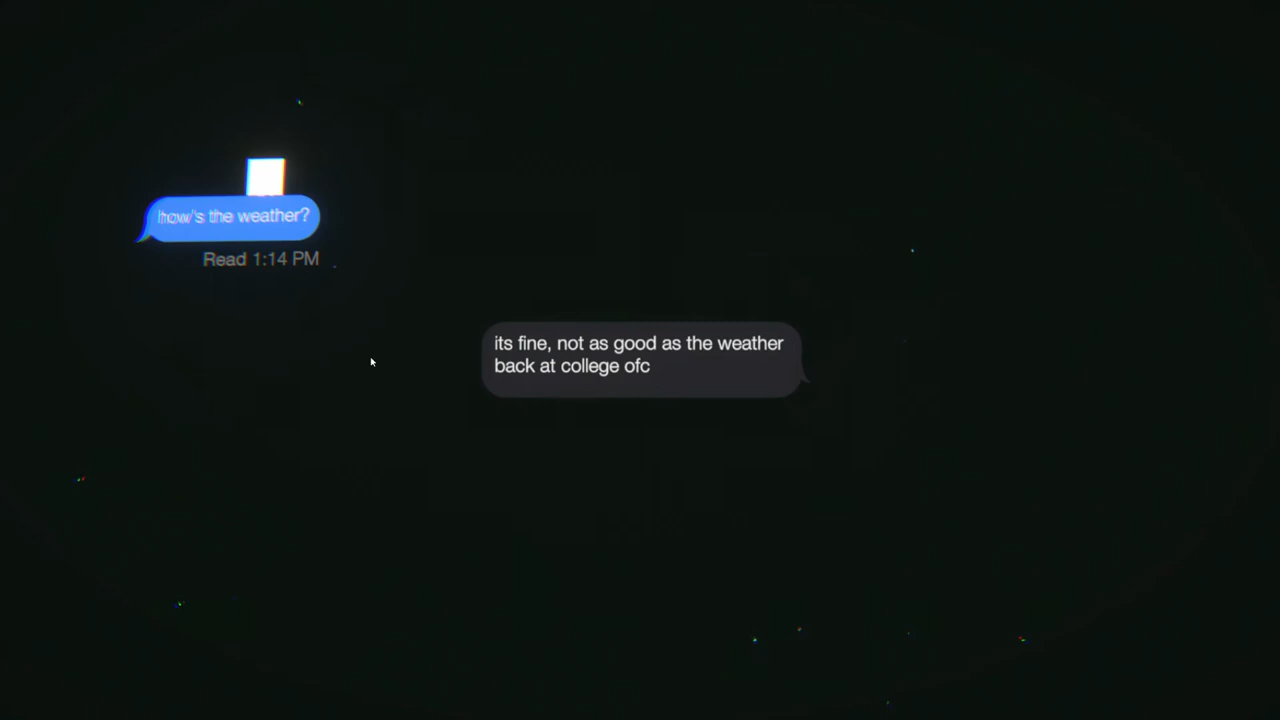 how's the weather?
Read 1:14 PM
its fine, not as good as the weather
back at college ofc